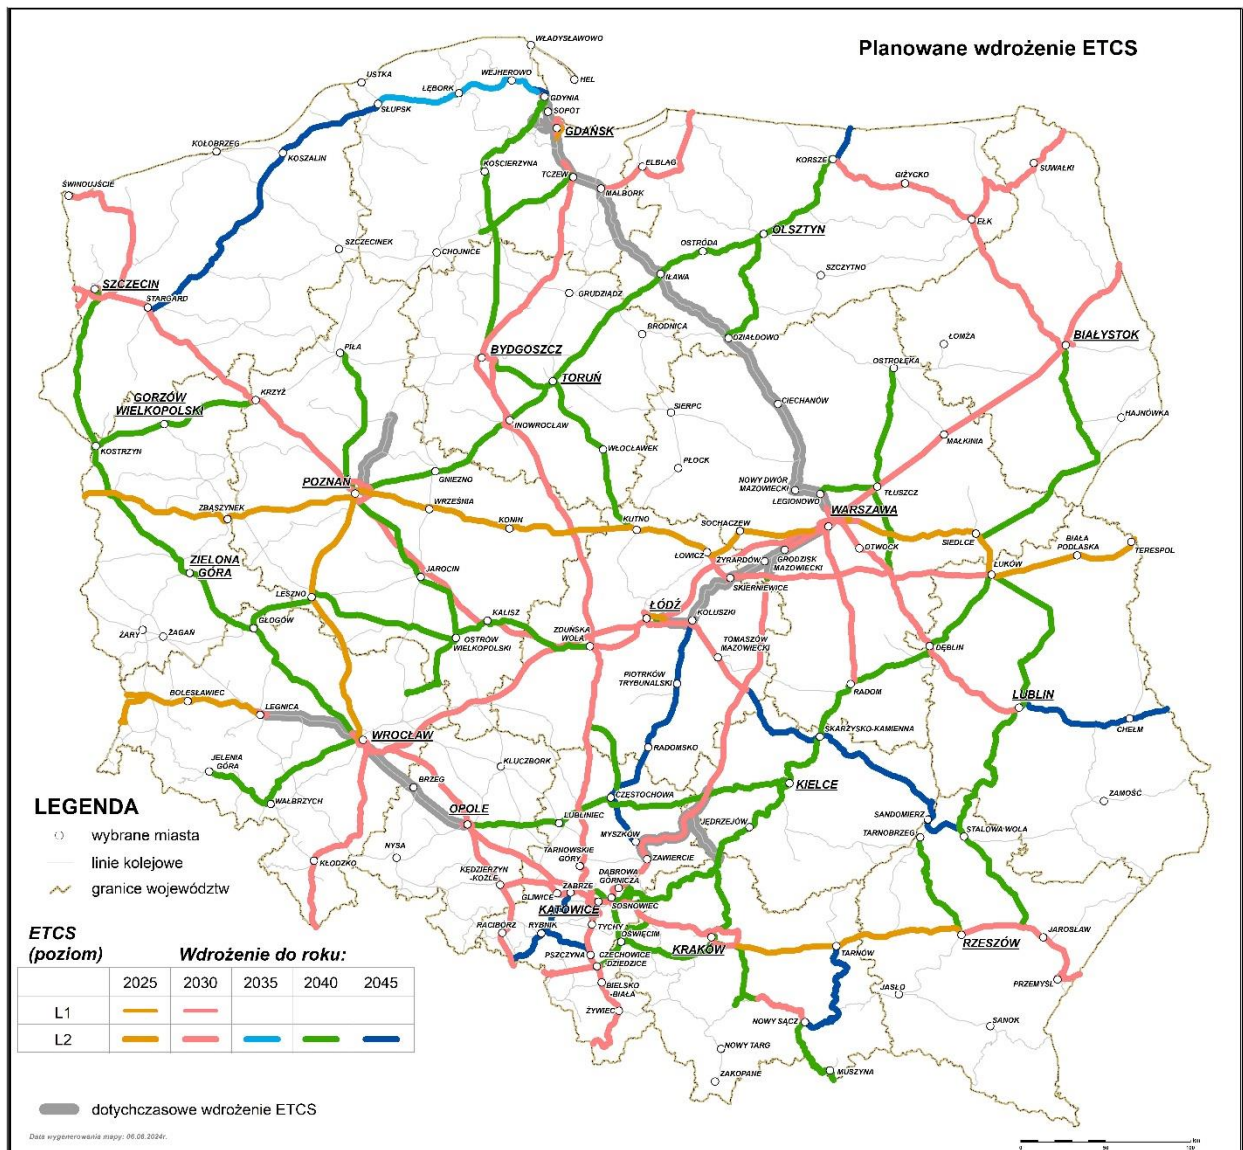 Planowane wdrożenie ETCS
WŁADYSŁAWOWO
USTKA
WEJHEROWO
HEL
LĘBORK
GDYNIA
SŁUPSK
SOPOT
GDAŃSK
KOŁOBRZEG
KOSZALIN
KOŚCIERZYNA
TCZEW
ELBLĄG
MALBORK
KORSZE
GIŻYCKO
SUWAŁKI
EŁK
ŚWINOUJŚCIE
SZCZECINEK
CHOJNICE
OSTRÓDA
OLSZTYN
IŁAWA
SZCZYTNO
SZCZECIN
STARGARD
GRUDZIĄDZ
BRODNICA
DZIAŁDOWO
ŁOMŻA
BIAŁYSTOK
PIŁA
BYDGOSZCZ
TORUŃ
OSTROŁĘKA
GORZÓW
WIELKOPOLSKI
KRZYŻ
SIERPC
CIECHANÓW
HAJNÓWKA
KOSTRZYN
INOWROCŁAW
WŁOCŁAWEK
MAŁKINIA
PŁOCK
POZNAŃ
GNIEZNO
NOWY DWÓR
MAZOWIECKI
LEGIONOWO
TŁUSZCZ
ZBĄSZYNEK
WRZEŚNIA
KONIN
KUTNO
SOCHACZEW
WARSZAWA
SIEDLCE
BIAŁA
PODLASKA
TERESPOL
ŁOWICZ
ŻYRARDÓW
GRODZISK
MAZOWIECKI
OTWOCK
ŁUKÓW
ZIELONA
GÓRA
JAROCIN
SKIERNIEWICE
LESZNO
ŁÓDŹ
KOLUSZKI
GŁOGÓW
KALISZ
ŻARY
ŻAGAŃ
OSTRÓW
WIELKOPOLSKI
ZDUŃSKA
WOLA
TOMASZÓW
MAZOWIECKI
DĘBLIN
PIOTRKÓW
TRYBUNALSKI
RADOM
LUBLIN
BOLESŁAWIEC
LEGNICA
WROCŁAW
RADOMSKO
SKARŻYSKO-KAMIENNA
CHEŁM
JELENIA
GÓRA
KLUCZBORK
BRZEG
KIELCE
WAŁBRZYCH
CZĘSTOCHOWA
ZAMOŚĆ
OPOLE
LUBLINIEC
SANDOMIERZ
TARNOBRZEG
STALOWA WOLA
JĘDRZEJÓW
MYSZKÓW
NYSA
KŁODZKO
TARNOWSKIE
GÓRY
ZAWIERCIE
KĘDZIERZYN
-KOŹLE
DĄBROWA
GÓRNICZA
GLIWICE
ZABRZE
SOSNOWIEC
KATOWICE
RACIBÓRZ
RYBNIK
TYCHY
OŚWIĘCIM
KRAKÓW
RZESZÓW
JAROSŁAW
PSZCZYNA
CZECHOWICE
DZIEDZICE
TARNÓW
PRZEMYŚL
BIELSKO
-BIAŁA
JASŁO
ŻYWIEC
NOWY SĄCZ
SANOK
NOWY TARG
ZAKOPANE
MUSZYNA
LEGENDA
wybrane miasta
linie kolejowe
granice województw
ETCS
(poziom)
Wdrożenie do roku:
2025 2030 2035 2040 2045
L1
L2
dotychczasowe wdrożenie ETCS
Data wygenerowania mapy: 06.08.2024r.
km